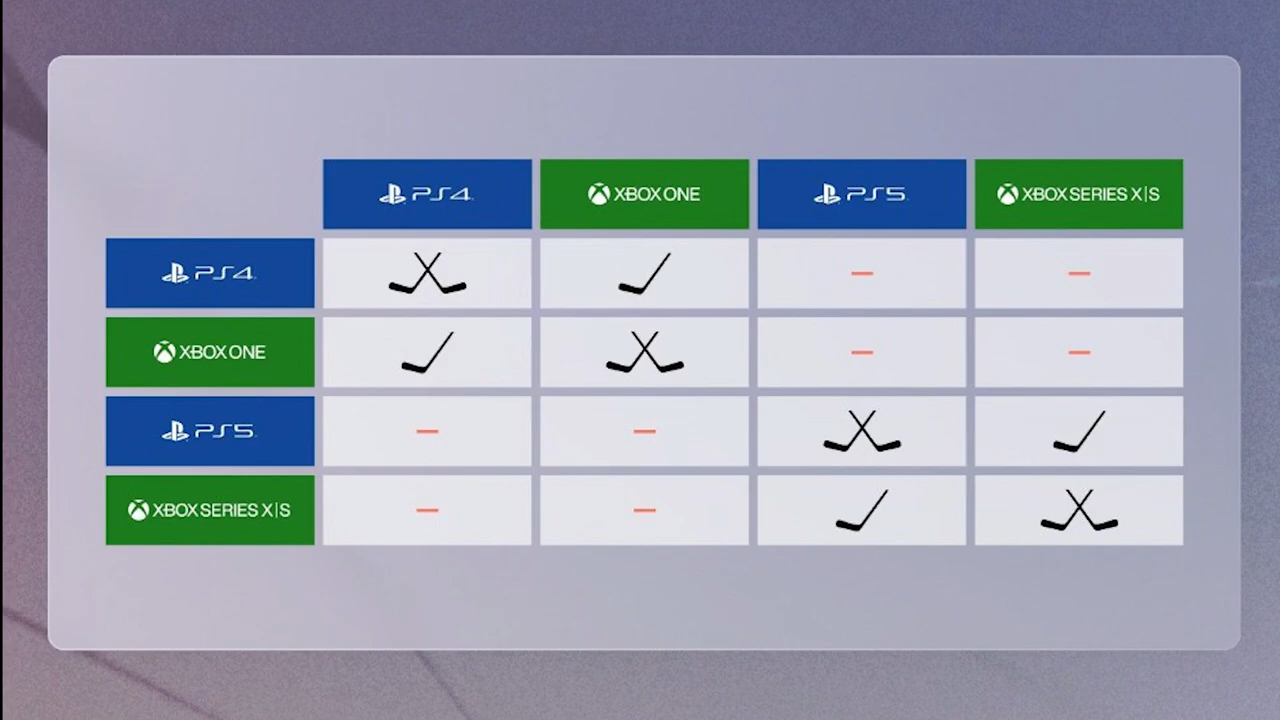 PS4 XBOX ONE PS5 XBOX SERIES X|S
PS4
XBOX ONE
PS5
XBOX SERIES X|S